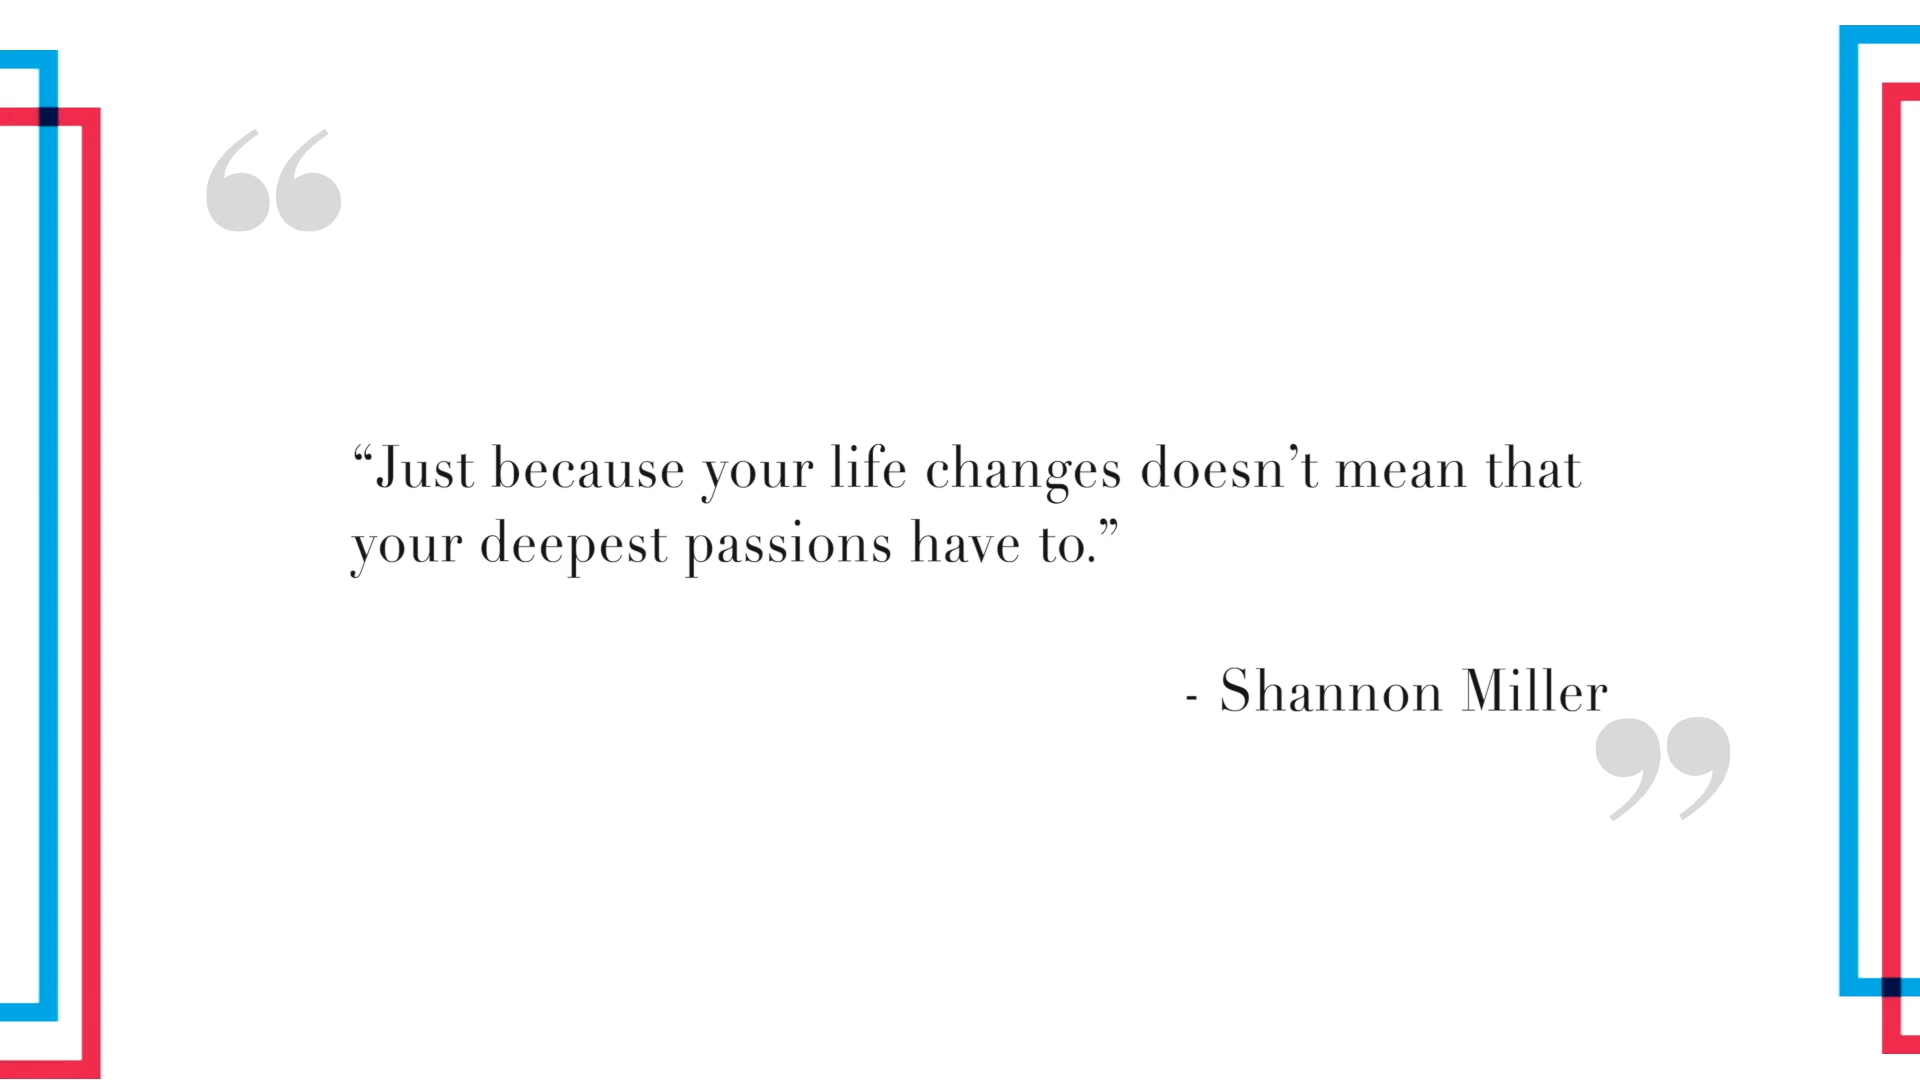 “Just because your life changes doesn’t mean that
your deepest passions have to.”
- Shannon Miller